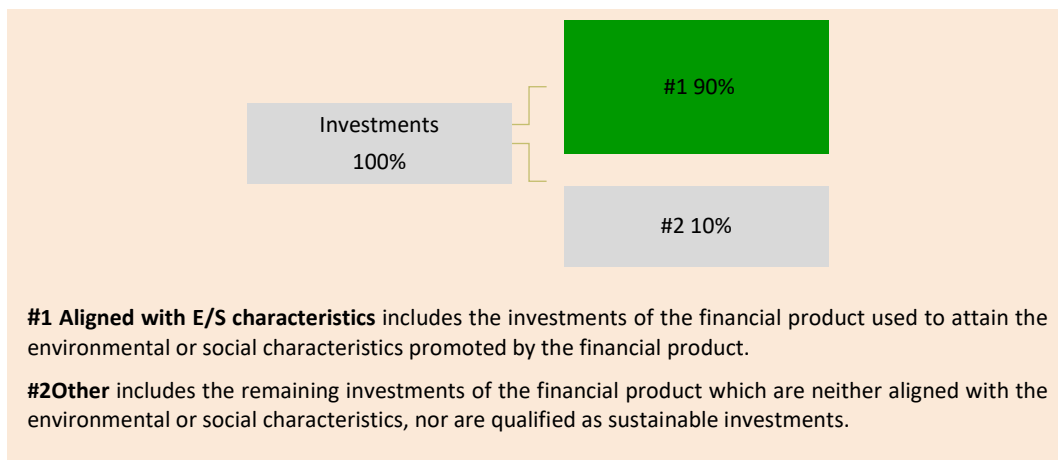 #1 90%
Investments
100%
#2 10%
#1 Aligned with E/S characteristics includes the investments of the financial product used to attain the
environmental or social characteristics promoted by the financial product.
#2Other includes the remaining investments of the financial product which are neither aligned with the
environmental or social characteristics, nor are qualified as sustainable investments.